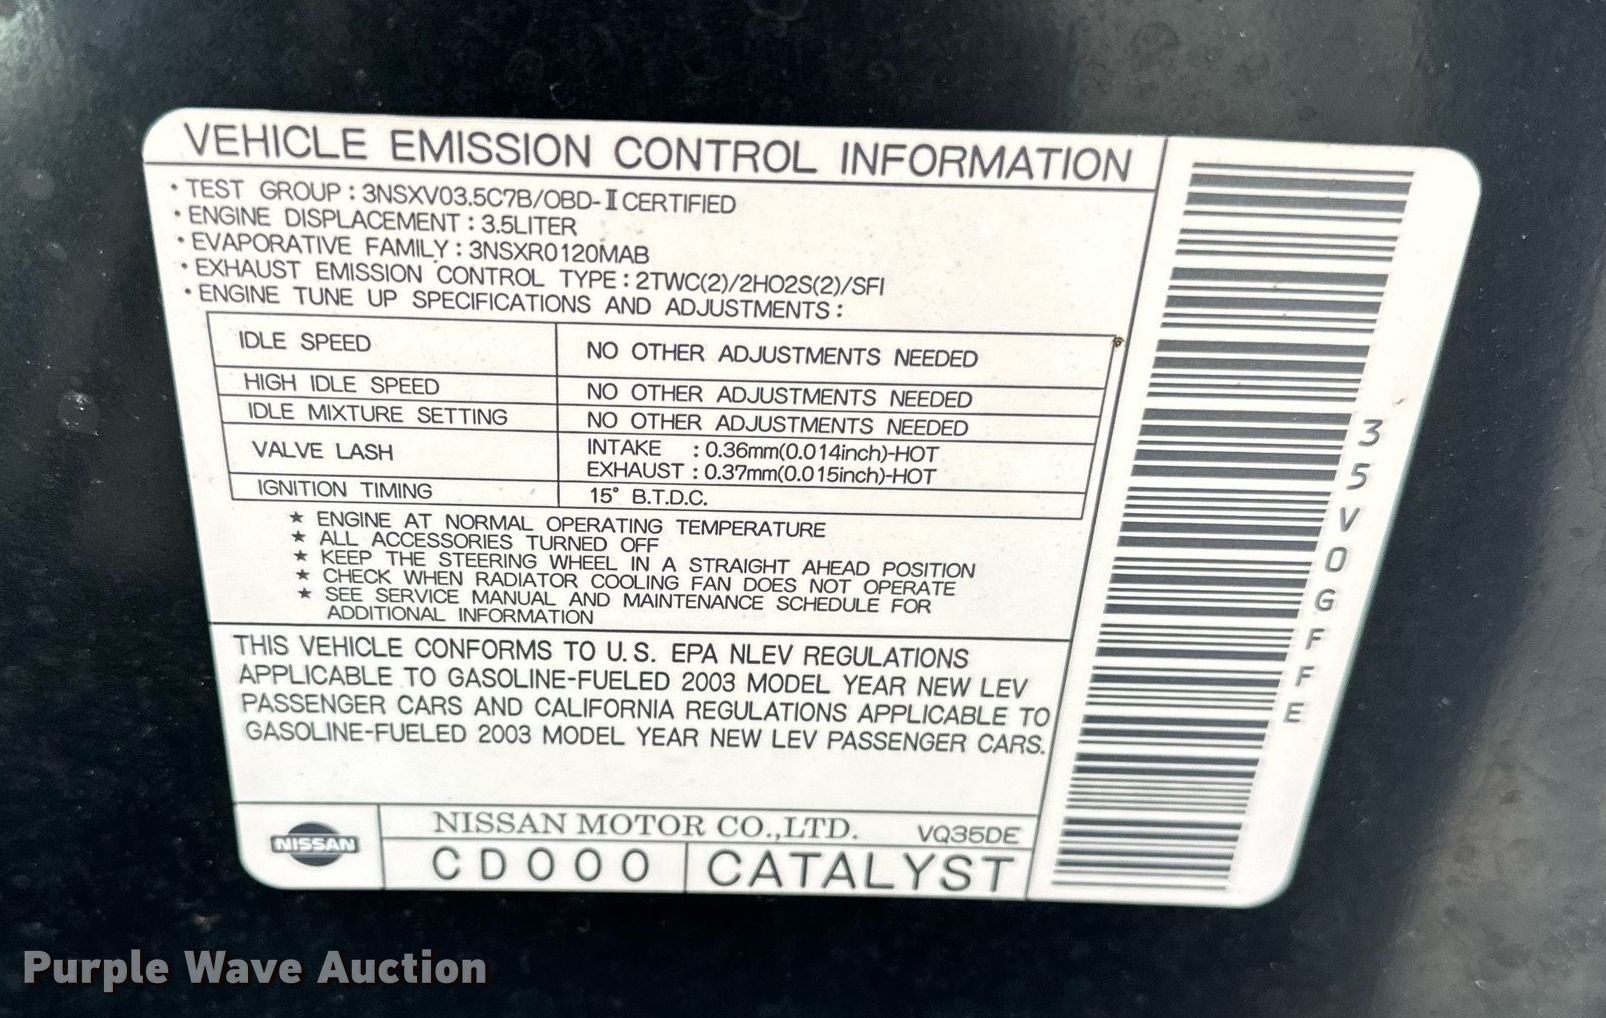 VEHICLE EMISSION CONTROL INFORMATION
・TEST GROUP : 3NSXV03.5C7B/OBD-Ⅱ CERTIFIED
・ENGINE DISPLACEMENT : 3.5LITER
・EVAPORATIVE FAMILY : 3NSXR0120MAB
・EXHAUST EMISSION CONTROL TYPE : 2TWC(2)/2HO2S(2)/SFI
・ENGINE TUNE UP SPECIFICATIONS AND ADJUSTMENTS :
IDLE SPEED NO OTHER ADJUSTMENTS NEEDED
HIGH IDLE SPEED NO OTHER ADJUSTMENTS NEEDED
IDLE MIXTURE SETTING NO OTHER ADJUSTMENTS NEEDED
VALVE LASH INTAKE : 0.36mm(0.014inch)-HOT
EXHAUST : 0.37mm(0.015inch)-HOT
IGNITION TIMING 15° B.T.D.C.
★ ENGINE AT NORMAL OPERATING TEMPERATURE
★ ALL ACCESSORIES TURNED OFF
★ KEEP THE STEERING WHEEL IN A STRAIGHT AHEAD POSITION
★ CHECK WHEN RADIATOR COOLING FAN DOES NOT OPERATE
★ SEE SERVICE MANUAL AND MAINTENANCE SCHEDULE FOR
ADDITIONAL INFORMATION
THIS VEHICLE CONFORMS TO U.S. EPA NLEV REGULATIONS
APPLICABLE TO GASOLINE-FUELED 2003 MODEL YEAR NEW LEV
PASSENGER CARS AND CALIFORNIA REGULATIONS APPLICABLE TO
GASOLINE-FUELED 2003 MODEL YEAR NEW LEV PASSENGER CARS.
NISSAN
NISSAN MOTOR CO.,LTD. VQ35DE
CD000 CATALYST
35V0GFFE
Purple Wave Auction